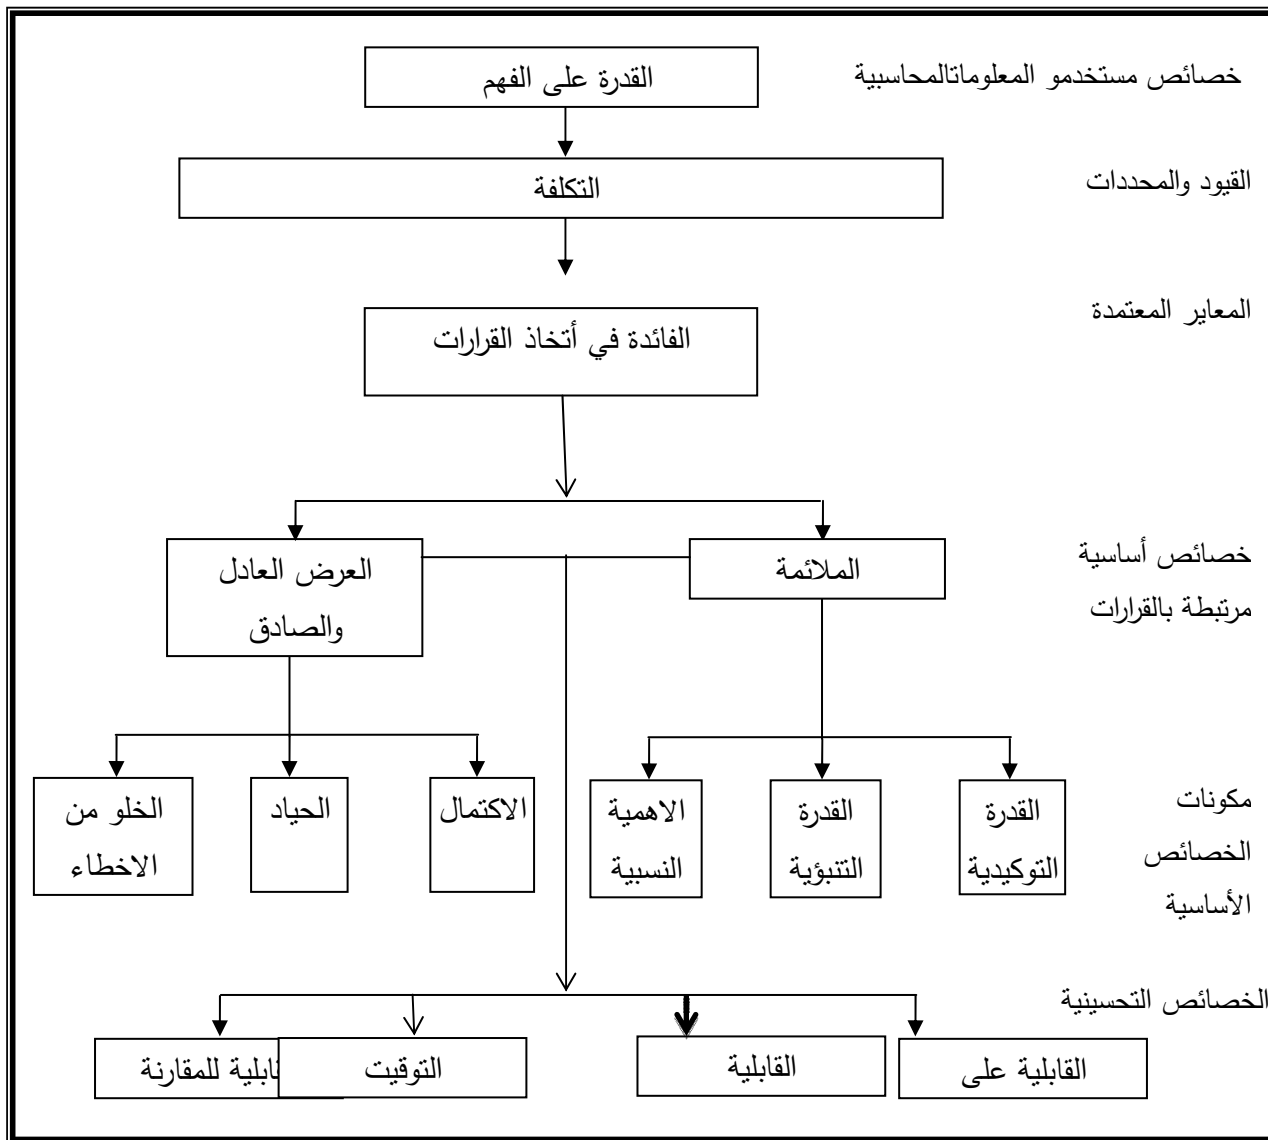 خصائص مستخدمو المعلوماتالمحاسبية
القدرة على الفهم
القيود والمحددات
التكلفة
المعاير المعتمدة
الفائدة في أتخاذ القرارات
خصائص أساسية
مرتبطة بالقرارات
الملائمة
العرض العادل
والصادق
مكونات
الخصائص
الأساسية
القدرة
التوكيدية
القدرة
التنبؤية
الاهمية
النسبية
الاكتمال
الحياد
الخلو من
الاخطاء
الخصائص التحسينية
القابلية على
القابلية
التوقيت
للمقارنة